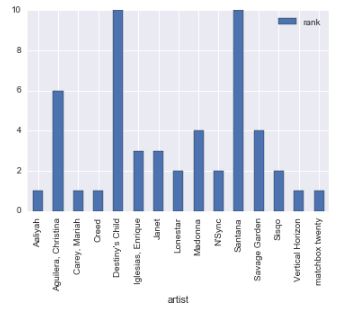 10
rank
8
6
4
2
0
Aaliyah
Aguilera, Christina
Carey, Mariah
Creed
Destiny's Child
Iglesias, Enrique
Janet
Lonestar
Madonna
N'Sync
Santana
Savage Garden
Sisqo
Vertical Horizon
matchbox twenty
artist